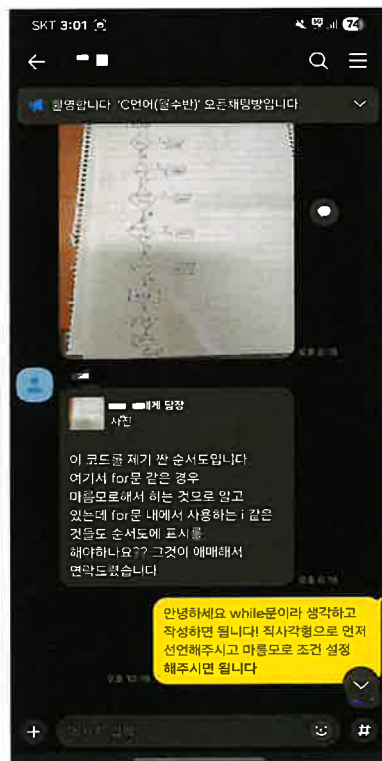 SKT 3:01
74
환영합니다. 'C언어(월수반)' 오픈채팅방입니다.
에게 답장
사진
이 코드를 제가 짠 순서도입니다
여기서 for문 같은 경우
마름모로해서 하는 것으로 알고
있는데 for문 내에서 사용하는 i 같은
것들도 순서도에 표시를
해야하나요?? 그것이 애매해서
연락드렸습니다
안녕하세요 while문이라 생각하고
작성하면 됩니다! 직사각형으로 먼저
선언해주시고 마름모로 조건 설정
해주시면 됩니다